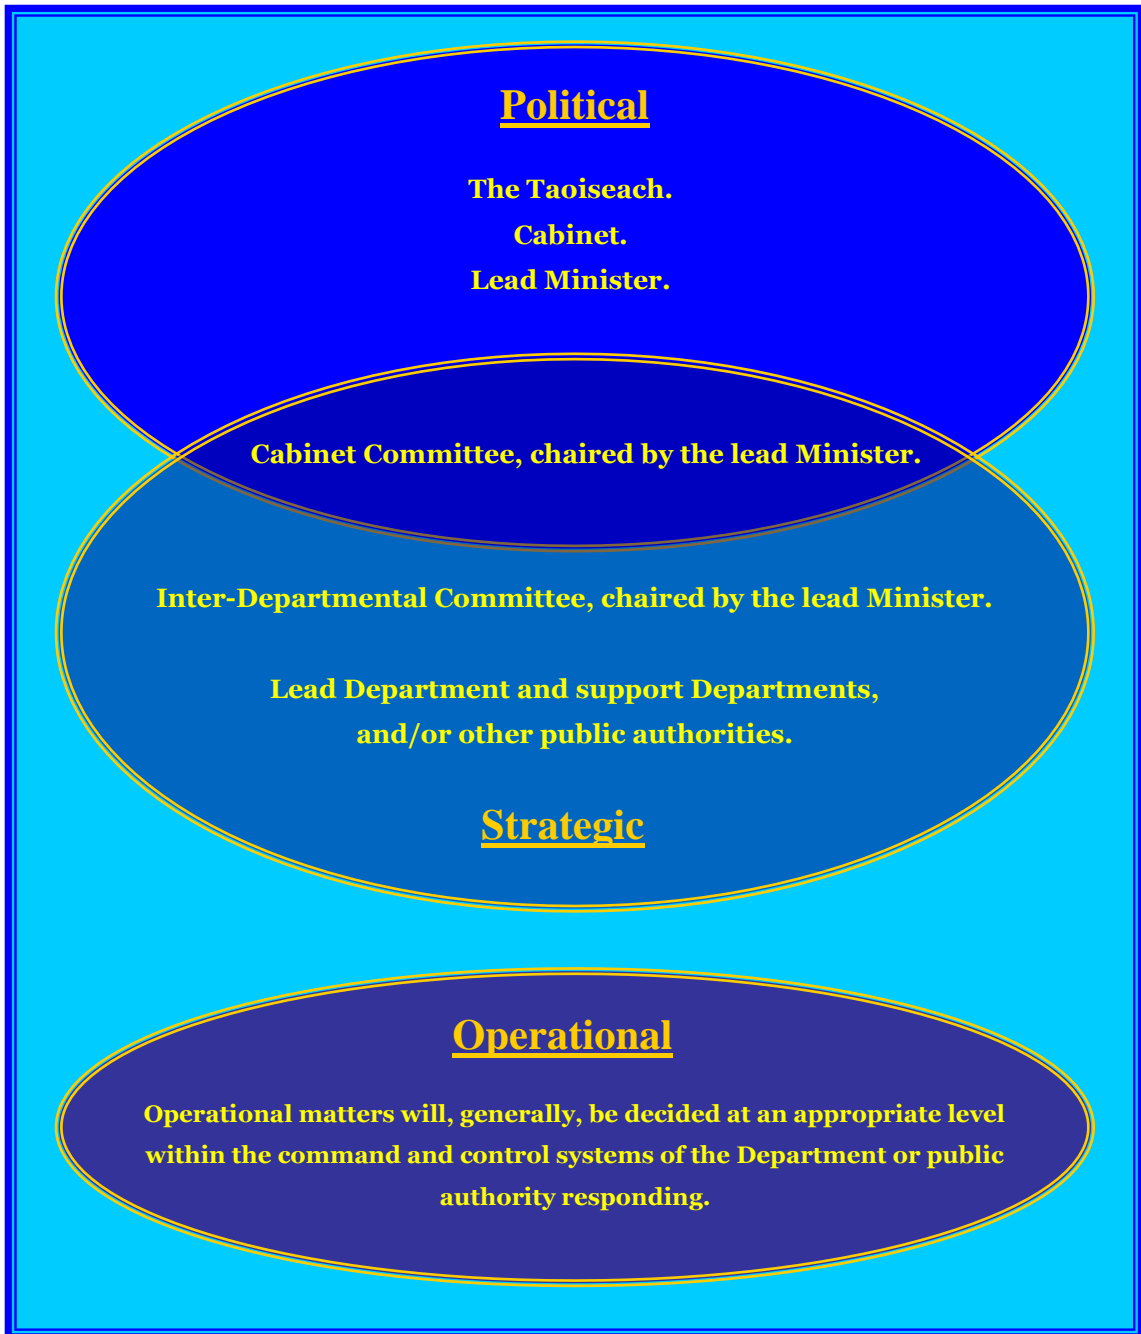 Political
The Taoiseach.
Cabinet.
Lead Minister.
Cabinet Committee, chaired by the lead Minister.
Inter-Departmental Committee, chaired by the lead Minister.
Lead Department and support Departments,
and/or other public authorities.
Strategic
Operational
Operational matters will, generally, be decided at an appropriate level
within the command and control systems of the Department or public
authority responding.